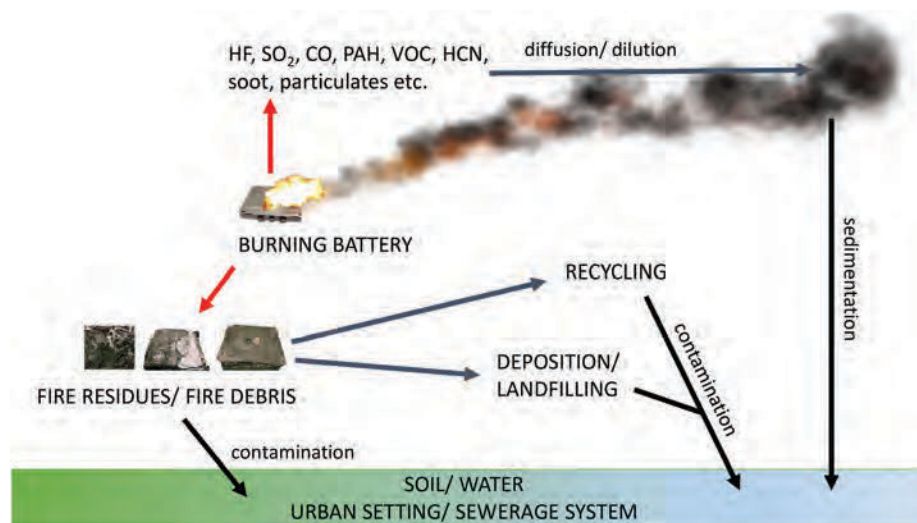 HF, SO₂, CO, PAH, VOC, HCN,
soot, particulates etc.
diffusion/ dilution
BURNING BATTERY
sedimentation
RECYCLING
contamination
DEPOSITION/
LANDFILLING
FIRE RESIDUES/ FIRE DEBRIS
contamination
SOIL/ WATER
URBAN SETTING/ SEWERAGE SYSTEM